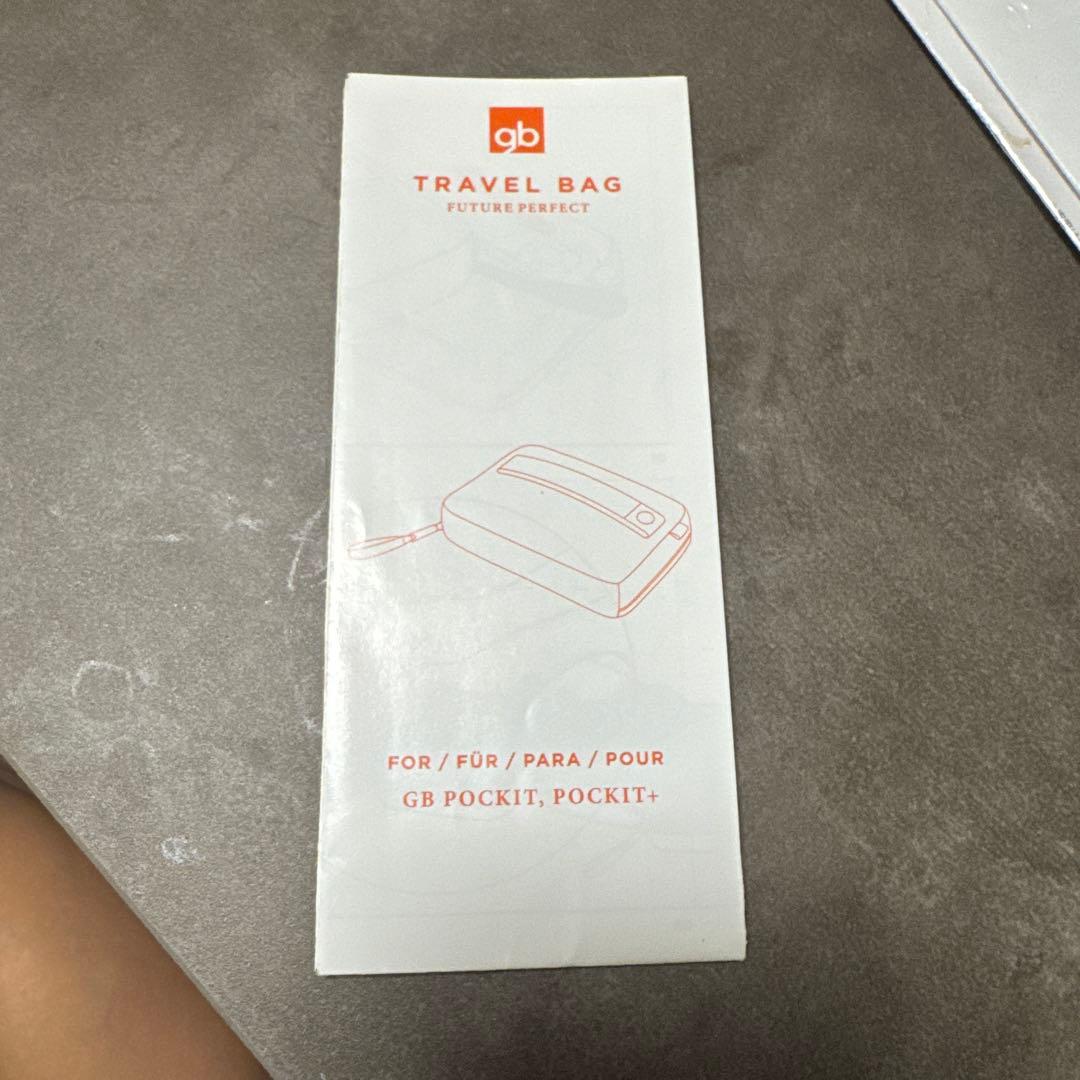 gb
TRAVEL BAG
FUTURE PERFECT
FOR / FÜR / PARA / POUR
GB POCKIT, POCKIT+